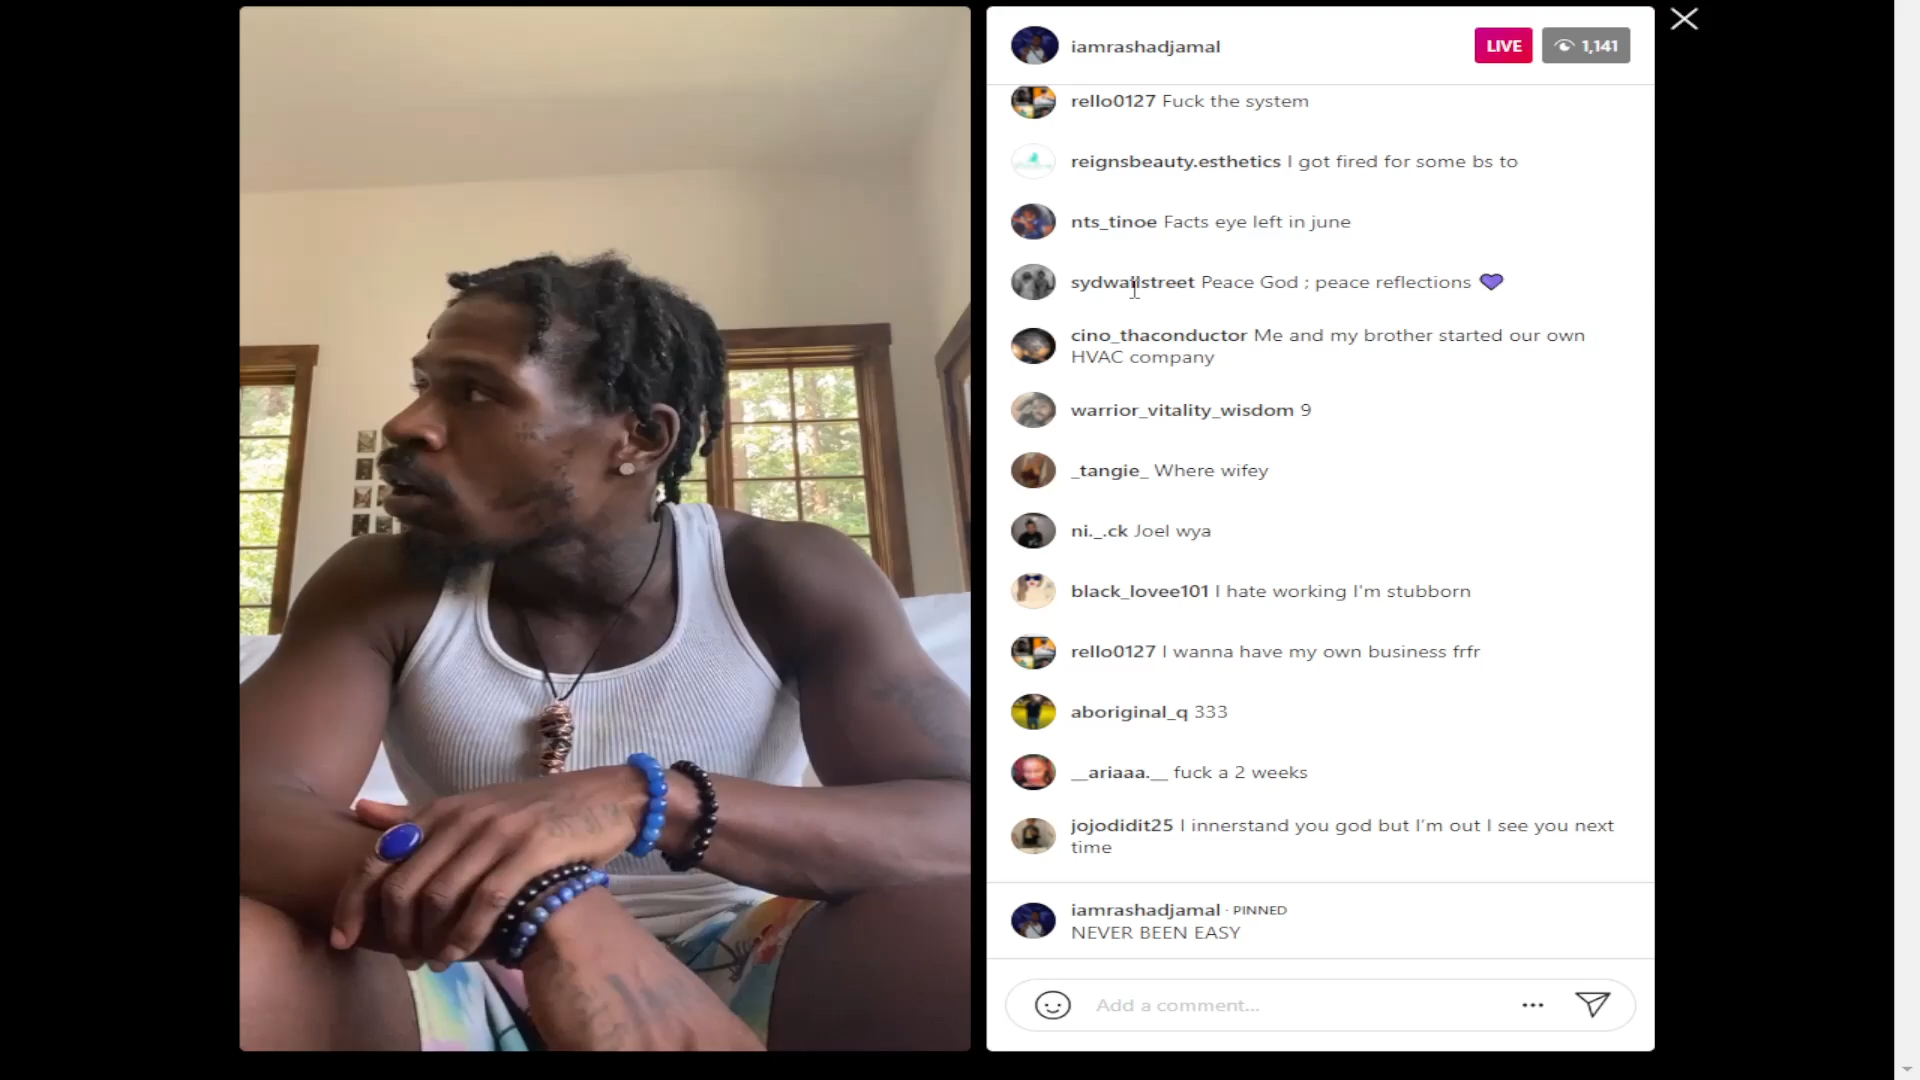 iamrashadjamal
LIVE
1,141
rello0127 Fuck the system
reignsbeauty.esthetics I got fired for some bs to
nts_tinoe Facts eye left in june
sydwallstreet Peace God ; peace reflections 💜
cino_thaconductor Me and my brother started our own
HVAC company
warrior_vitality_wisdom 9
_tangie_ Where wifey
ni._.ck Joel wya
black_lovee101 I hate working I'm stubborn
rello0127 I wanna have my own business frfr
aboriginal_q 333
__ariaaa.__ fuck a 2 weeks
jojodidit25 I innerstand you god but I'm out I see you next
time
iamrashadjamal · PINNED
NEVER BEEN EASY
Add a comment...